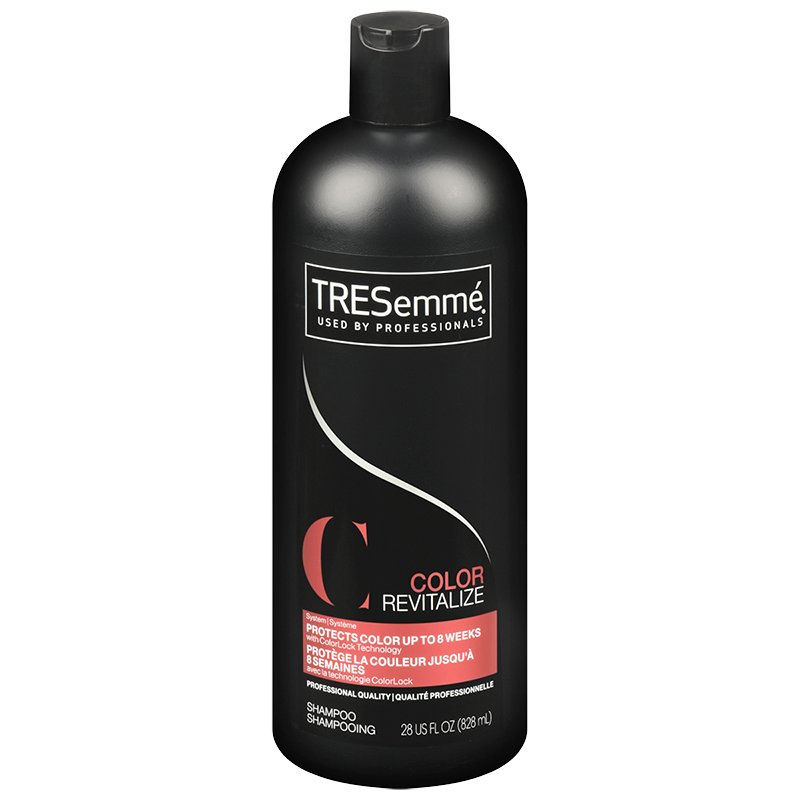 TRESemmé
USED BY PROFESSIONALS
C
COLOR
REVITALIZE
System | Système
PROTECTS COLOR UP TO 8 WEEKS
with ColorLock Technology
PROTÈGE LA COULEUR JUSQU'À
8 SEMAINES
avec la technologie ColorLock
PROFESSIONAL QUALITY | QUALITÉ PROFESSIONNELLE
SHAMPOO
SHAMPOOING
28 US FL OZ (828 mL)